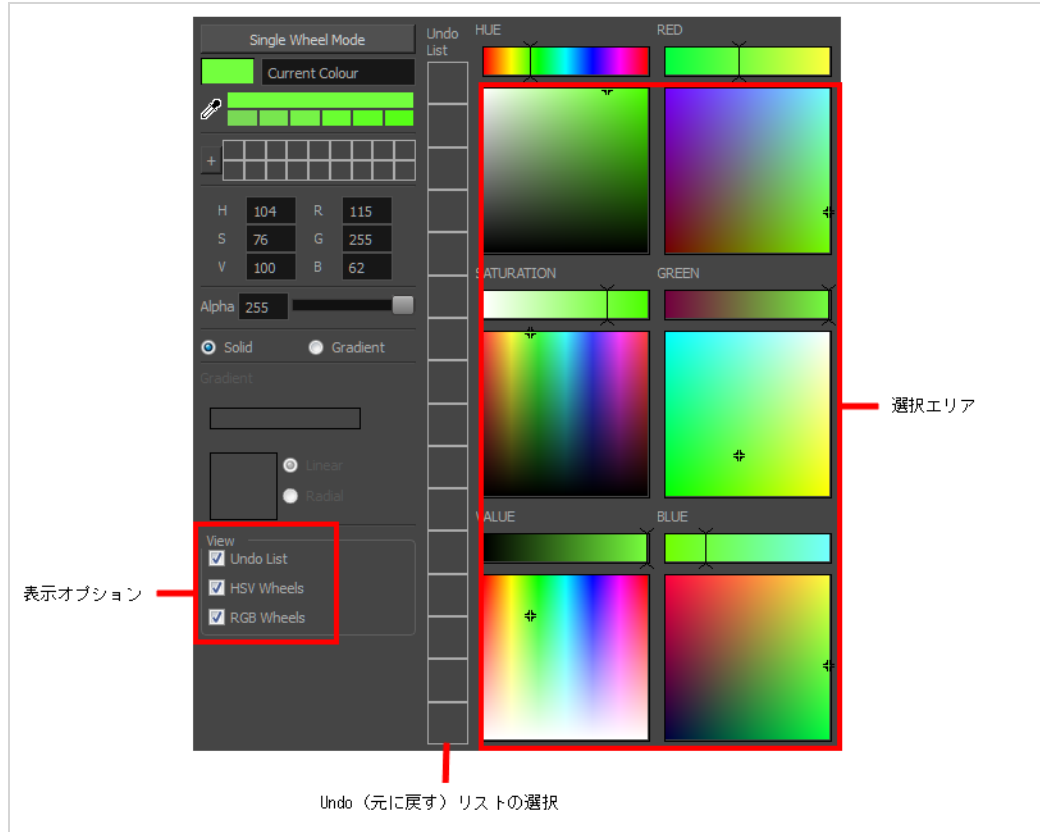 Single Wheel Mode
Current Colour
+
H 104 R 115
S 76 G 255
V 100 B 62
Alpha 255
Solid Gradient
Gradient
Linear
Radial
View
Undo List
HSV Wheels
RGB Wheels
Undo
List
HUE RED
SATURATION GREEN
VALUE BLUE
選択エリア
表示オプション
Undo (元に戻す) リストの選択